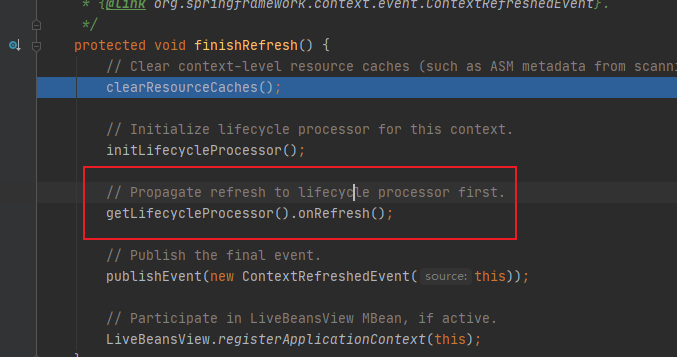 * {@link org.springframework.context.event.ContextRefreshedEvent}.
*/
protected void finishRefresh() {
// Clear context-level resource caches (such as ASM metadata from scanni
clearResourceCaches();
// Initialize lifecycle processor for this context.
initLifecycleProcessor();
// Propagate refresh to lifecycle processor first.
getLifecycleProcessor().onRefresh();
// Publish the final event.
publishEvent(new ContextRefreshedEvent( source: this));
// Participate in LiveBeansView MBean, if active.
LiveBeansView.registerApplicationContext(this);
}